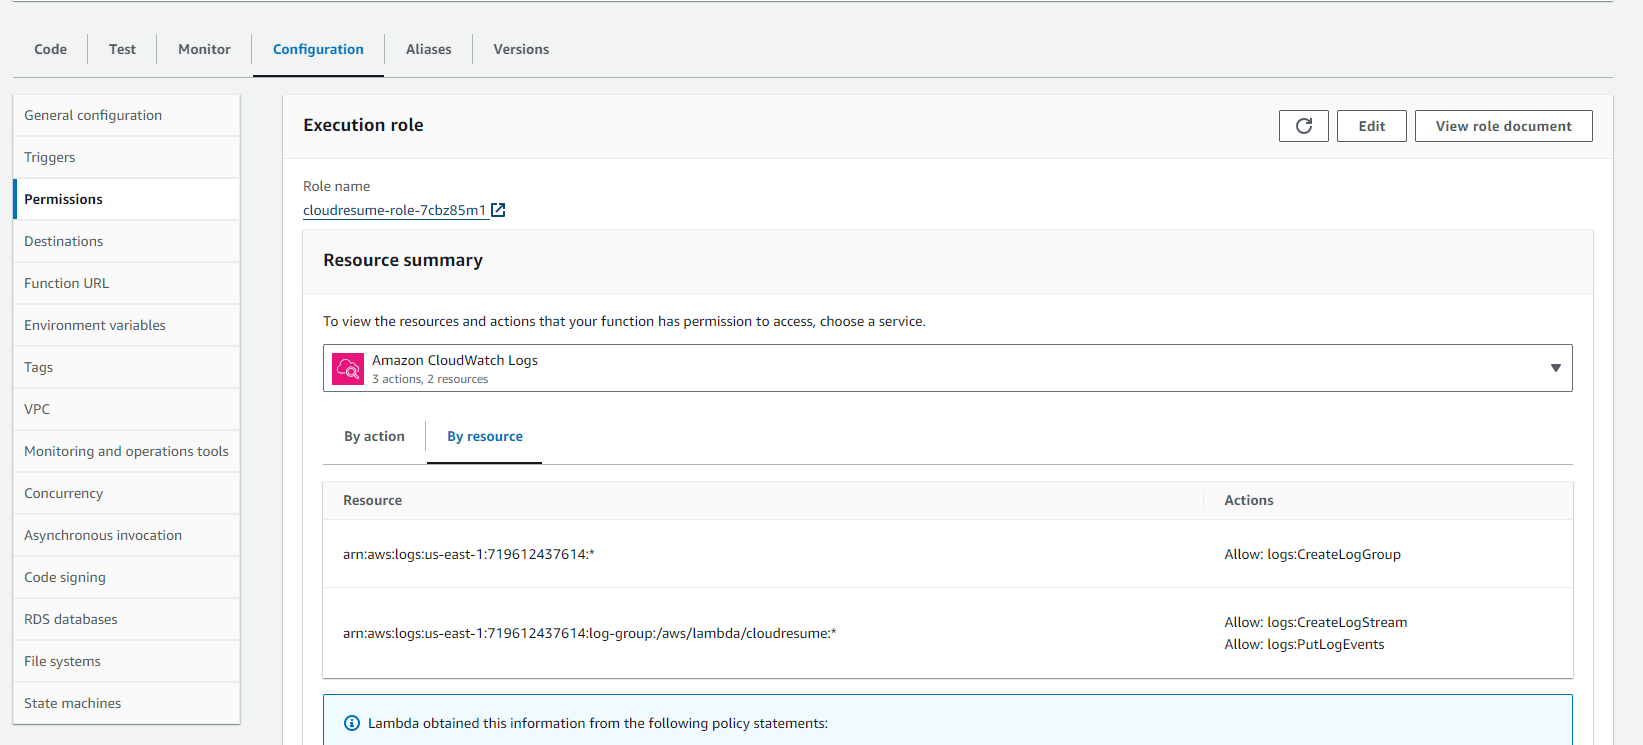 Code Test Monitor Configuration Aliases Versions
General configuration
Triggers
Permissions
Destinations
Function URL
Environment variables
Tags
VPC
Monitoring and operations tools
Concurrency
Asynchronous invocation
Code signing
RDS databases
File systems
State machines
Execution role
Edit
View role document
Role name
cloudresume-role-7cbz85m1
Resource summary
To view the resources and actions that your function has permission to access, choose a service.
Amazon CloudWatch Logs
3 actions, 2 resources
By action By resource
Resource Actions
arn:aws:logs:us-east-1:719612437614:* Allow: logs:CreateLogGroup
arn:aws:logs:us-east-1:719612437614:log-group:/aws/lambda/cloudresume:*
Allow: logs:CreateLogStream
Allow: logs:PutLogEvents
Lambda obtained this information from the following policy statements: